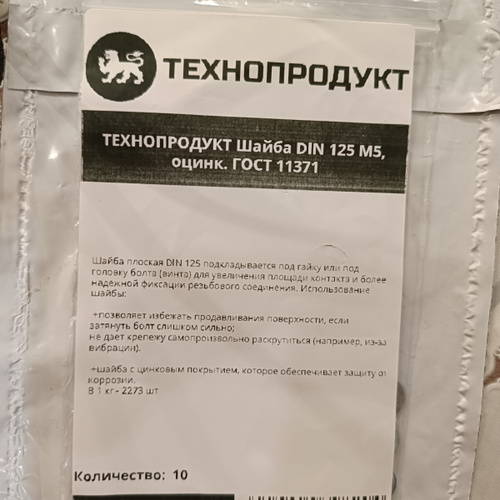 ТЕХНОПРОДУКТ
ТЕХНОПРОДУКТ Шайба DIN 125 М5,
оцинк. ГОСТ 11371
Шайба плоская DIN 125 подкладывается под гайку или под
головку болта (винта) для увеличения площади контакта и более
надёжной фиксации резьбового соединения. Использование
шайбы:
+позволяет избежать продавливания поверхности, если
затянуть болт слишком сильно;
не дает крепежу самопроизвольно раскрутиться (например, из-за
вибрации).
+шайба с цинковым покрытием, которое обеспечивает защиту от
коррозии.
В 1 кг - 2273 шт
Количество: 10